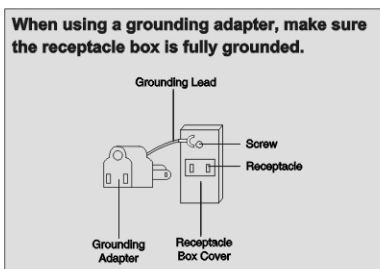 When using a grounding adapter, make sure
the receptacle box is fully grounded.
Grounding Lead
Screw
Receptacle
Grounding
Adapter
Receptacle
Box Cover